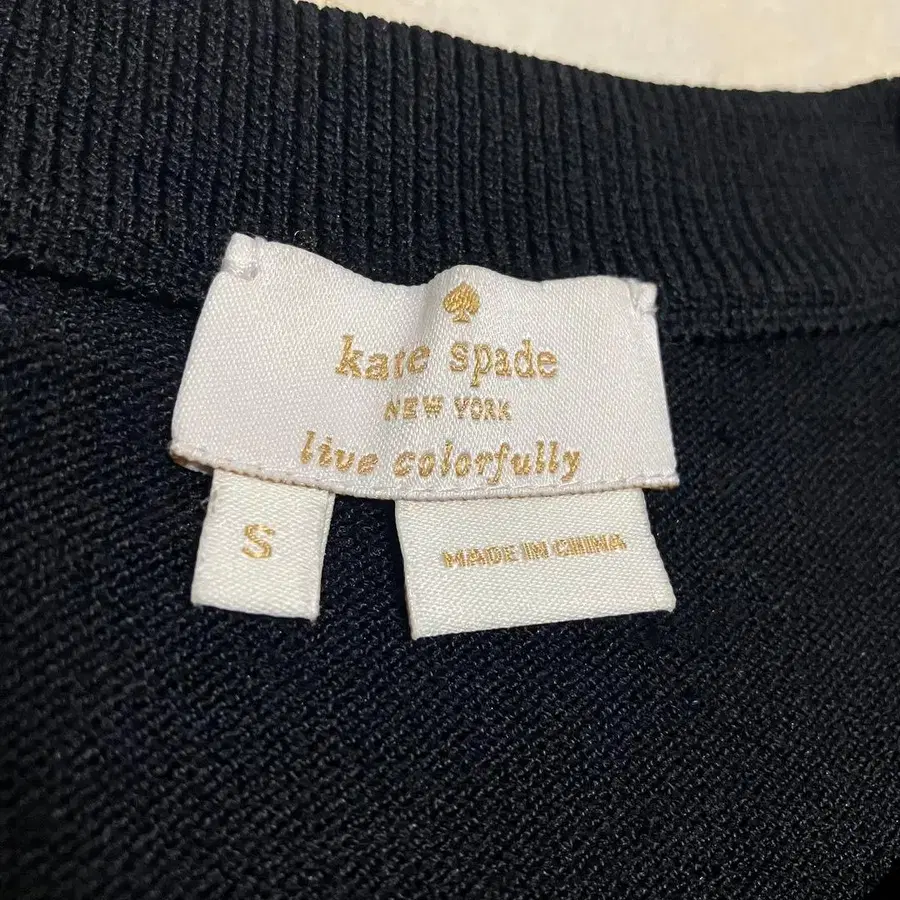 kate spade
NEW YORK
live colorfully
S
MADE IN CHINA